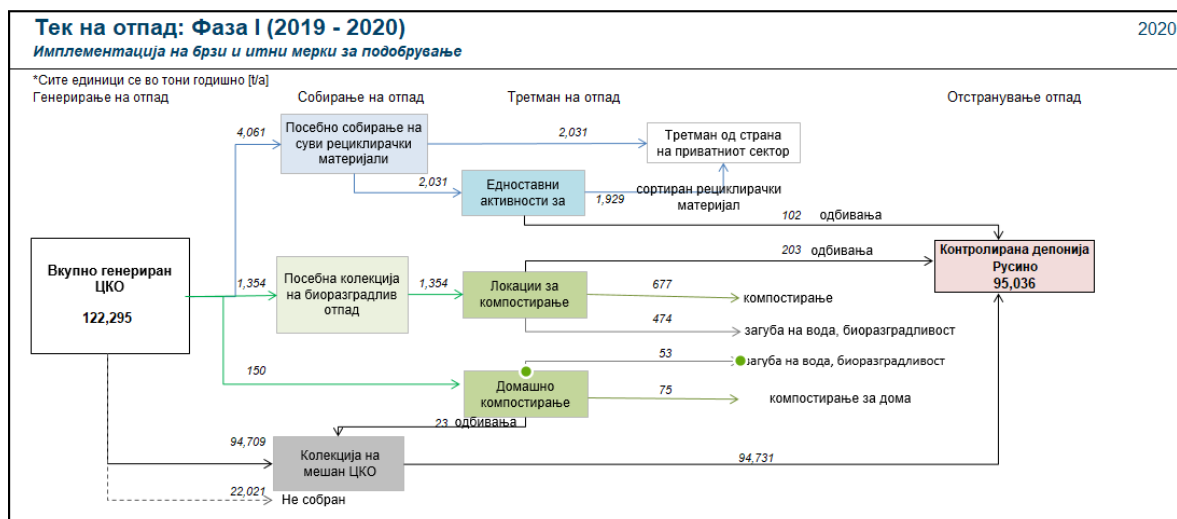 Тек на отпад: Фаза I (2019 - 2020)
2020
Имплементација на брзи и итни мерки за подобрување
*Сите единици се во тони годишно [t/a]
Генерирање на отпад
Собирање на отпад
Третман на отпад
Отстранување отпад
4,061
Посебно собирање на
суви рециклирачки
материјали
2,031
Третман од страна
на приватниот сектор
2,031
Едноставни
активности за
1,929
сортиран рециклирачки
материјал
102
одбивања
203
одбивања
Контролирана депонија
Русино
95,036
Вкупно генериран
ЦКО
122,295
1,354
Посебна колекција
на биоразградлив
отпад
1,354
Локации за
компостирање
677
компостирање
474
загуба на вода, биоразградливост
53
загуба на вода, биоразградливост
150
Домашно
компостирање
75
компостирање за дома
23
одбивања
94,709
Колекција на
мешан ЦКО
94,731
22,021
Не собран